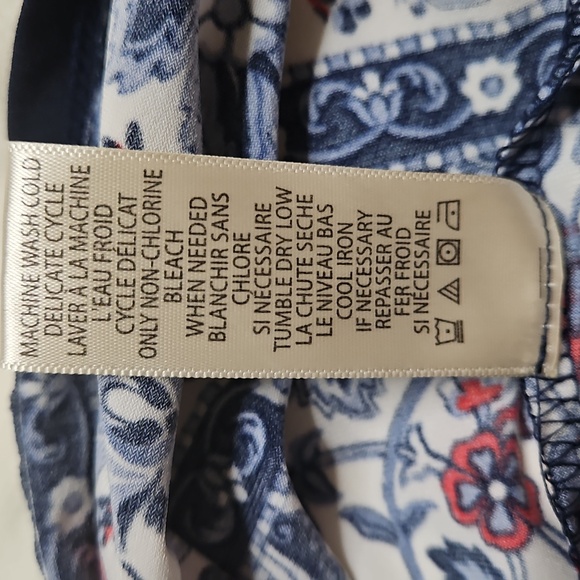 MACHINE WASH COLD
DELICATE CYCLE
LAVER A LA MACHINE
L'EAU FROID
CYCLE DELICAT
ONLY NON-CHLORINE
BLEACH
WHEN NEEDED
BLANCHIR SANS
CHLORE
SI NECESSAIRE
TUMBLE DRY LOW
LA CHUTE SECHE
LE NIVEAU BAS
COOL IRON
IF NECESSARY
REPASSER AU
FER FROID
SI NECESSAIRE